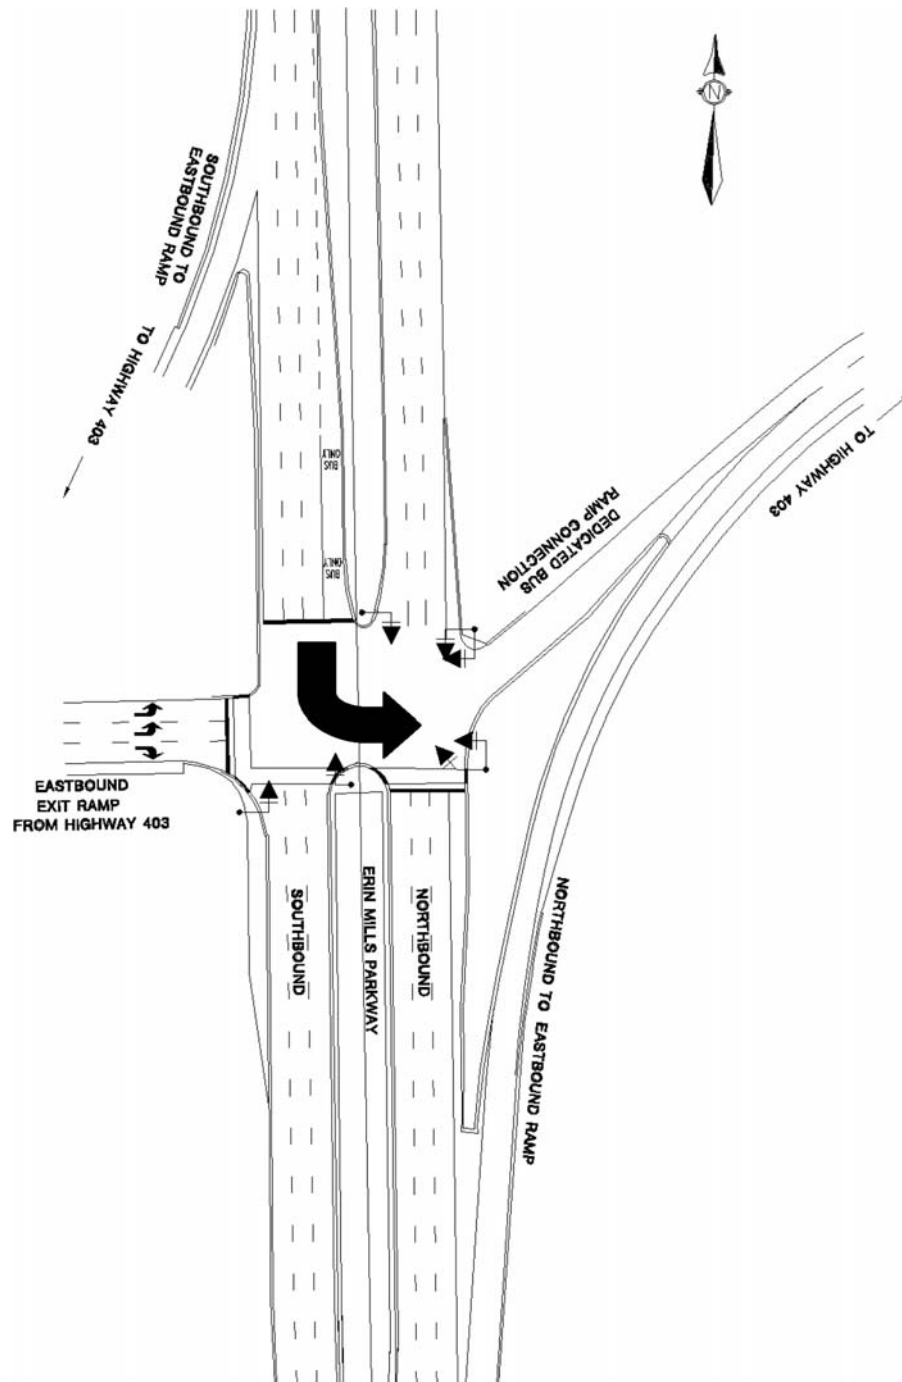 N
SOUTHBOUND TO
EASTBOUND RAMP
TO HIGHWAY 403
BUS
ONLY
BUS
ONLY
DEDICATED BUS
RAMP CONNECTION
TO HIGHWAY 403
EASTBOUND
EXIT RAMP
FROM HIGHWAY 403
SOUTHBOUND
ERIN MILLS PARKWAY
NORTHBOUND
NORTHBOUND TO EASTBOUND RAMP